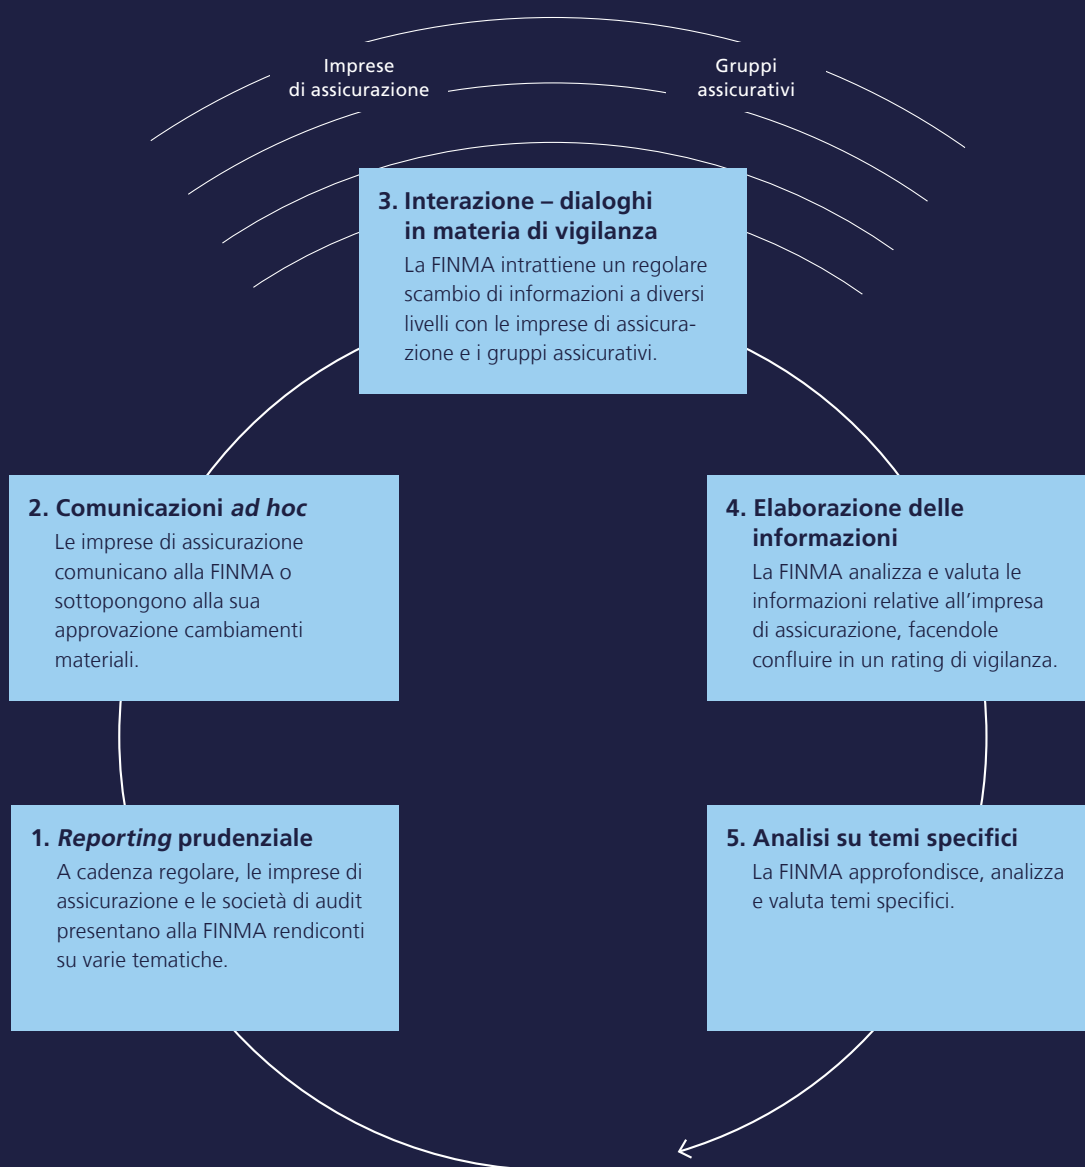 Imprese
di assicurazione
Gruppi
assicurativi
3. Interazione – dialoghi
in materia di vigilanza
La FINMA intrattiene un regolare
scambio di informazioni a diversi
livelli con le imprese di assicura-
zione e i gruppi assicurativi.
2. Comunicazioni ad hoc
Le imprese di assicurazione
comunicano alla FINMA o
sottopongono alla sua
approvazione cambiamenti
materiali.
4. Elaborazione delle
informazioni
La FINMA analizza e valuta le
informazioni relative all’impresa
di assicurazione, facendole
confluire in un rating di vigilanza.
1. Reporting prudenziale
A cadenza regolare, le imprese di
assicurazione e le società di audit
presentano alla FINMA rendiconti
su varie tematiche.
5. Analisi su temi specifici
La FINMA approfondisce, analizza
e valuta temi specifici.